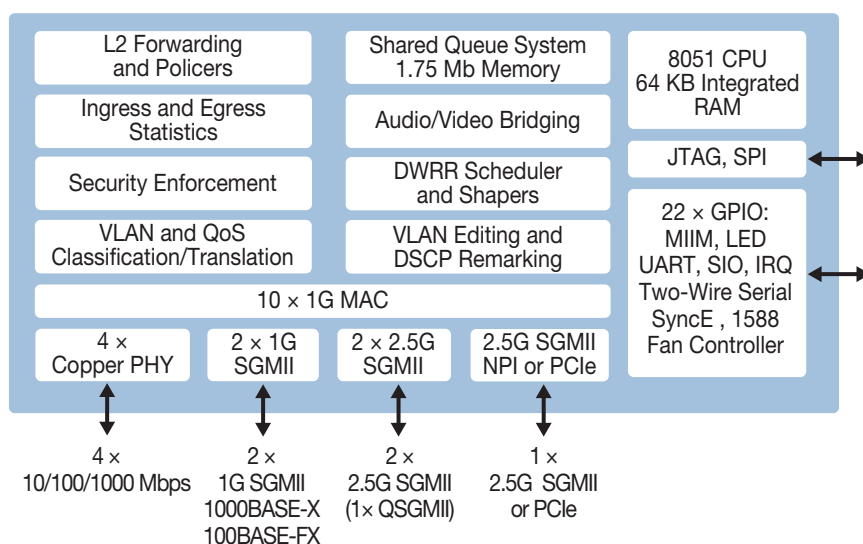 L2 Forwarding
and Policers
Shared Queue System
1.75 Mb Memory
8051 CPU
64 KB Integrated
RAM
Ingress and Egress
Statistics
Audio/Video Bridging
JTAG, SPI
Security Enforcement
DWRR Scheduler
and Shapers
22 × GPIO:
MIIM, LED
UART, SIO, IRQ
Two-Wire Serial
SyncE , 1588
Fan Controller
VLAN and QoS
Classification/Translation
VLAN Editing and
DSCP Remarking
10 × 1G MAC
4 ×
Copper PHY
2 × 1G
SGMII
2 × 2.5G
SGMII
2.5G SGMII
NPI or PCIe
4 ×
10/100/1000 Mbps
2 ×
1G SGMII
1000BASE-X
100BASE-FX
2 ×
2.5G SGMII
(1× QSGMII)
1 ×
2.5G SGMII
or PCIe